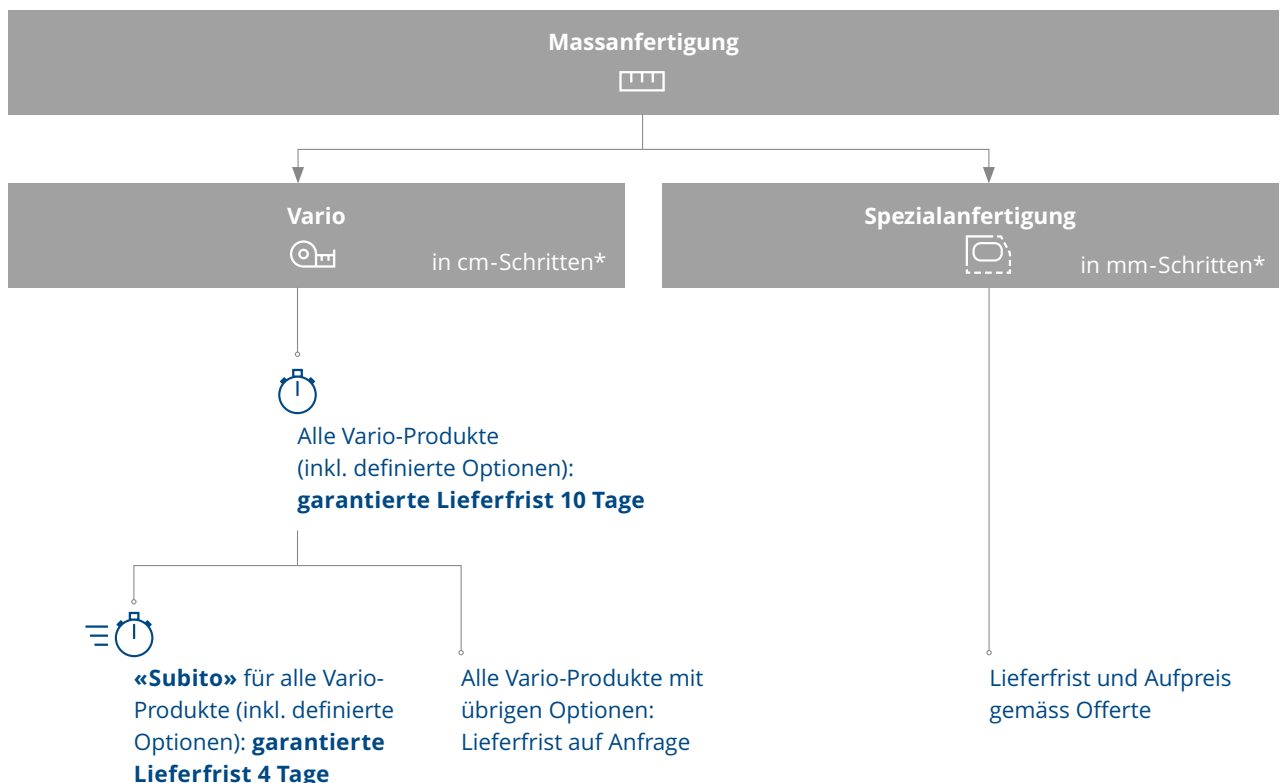 Massanfertigung
Vario
in cm-Schritten*
Spezialanfertigung
in mm-Schritten*
Alle Vario-Produkte
(inkl. definierte Optionen):
garantierte Lieferfrist 10 Tage
«Subito» für alle Vario-
Produkte (inkl. definierte
Optionen): garantierte
Lieferfrist 4 Tage
Alle Vario-Produkte mit
übrigen Optionen:
Lieferfrist auf Anfrage
Lieferfrist und Aufpreis
gemäss Offerte